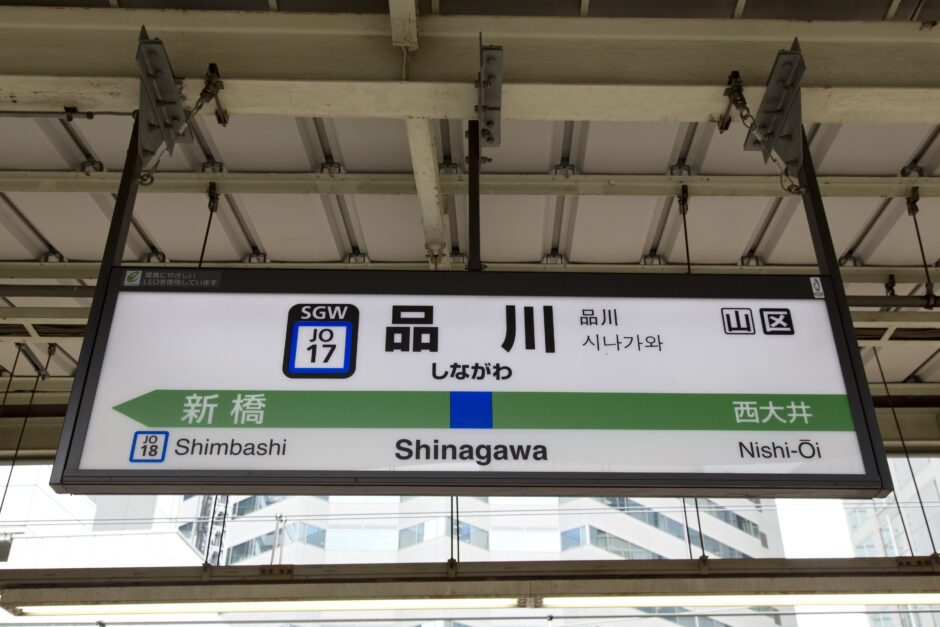 環境にやさしい
LEDを使用しています
SGW
JO
17
品川
しながわ
品川
시나가와
山 区
新橋
西大井
JO
18
Shimbashi
Shinagawa
Nishi-Ōi